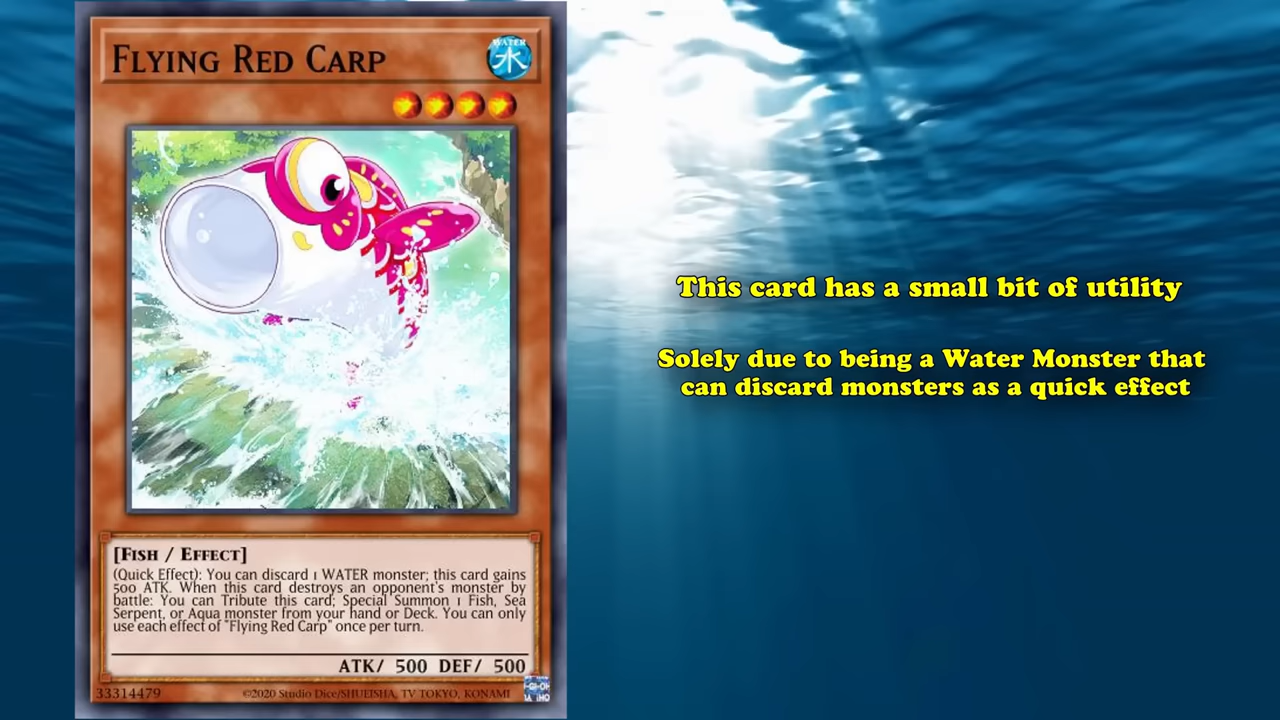 FLYING RED CARP
WATER
水
This card has a small bit of utility
Solely due to being a Water Monster that
can discard monsters as a quick effect
[FISH / EFFECT]
(Quick Effect): You can discard 1 WATER monster; this card gains
500 ATK. When this card destroys an opponent's monster by
battle: You can Tribute this card; Special Summon 1 Fish, Sea
Serpent, or Aqua monster from your hand or Deck. You can only
use each effect of "Flying Red Carp" once per turn.
ATK/ 500 DEF/ 500
33314479
©2020 Studio Dice/SHUEISHA, TV TOKYO, KONAMI